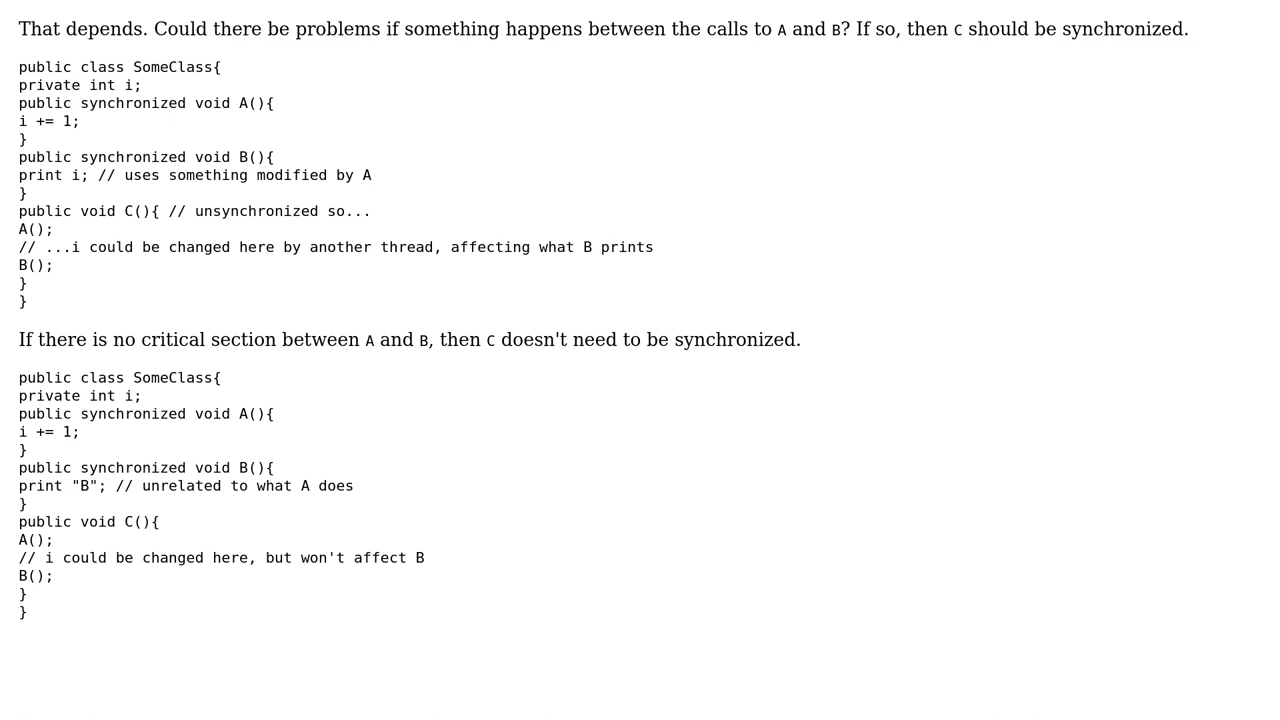 That depends. Could there be problems if something happens between the calls to A and B? If so, then C should be synchronized.
public class SomeClass{
private int i;
public synchronized void A(){
i += 1;
}
public synchronized void B(){
print i; // uses something modified by A
}
public void C(){ // unsynchronized so...
A();
// ...i could be changed here by another thread, affecting what B prints
B();
}
}
If there is no critical section between A and B, then C doesn't need to be synchronized.
public class SomeClass{
private int i;
public synchronized void A(){
i += 1;
}
public synchronized void B(){
print "B"; // unrelated to what A does
}
public void C(){
A();
// i could be changed here, but won't affect B
B();
}
}